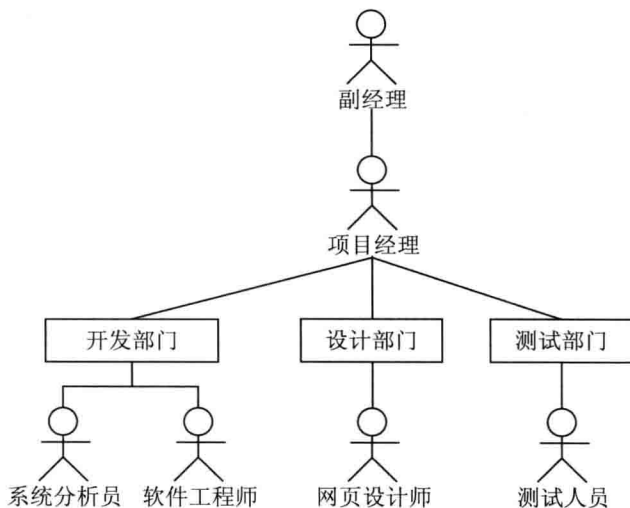 副经理
项目经理
开发部门
设计部门
测试部门
系统分析员
软件工程师
网页设计师
测试人员